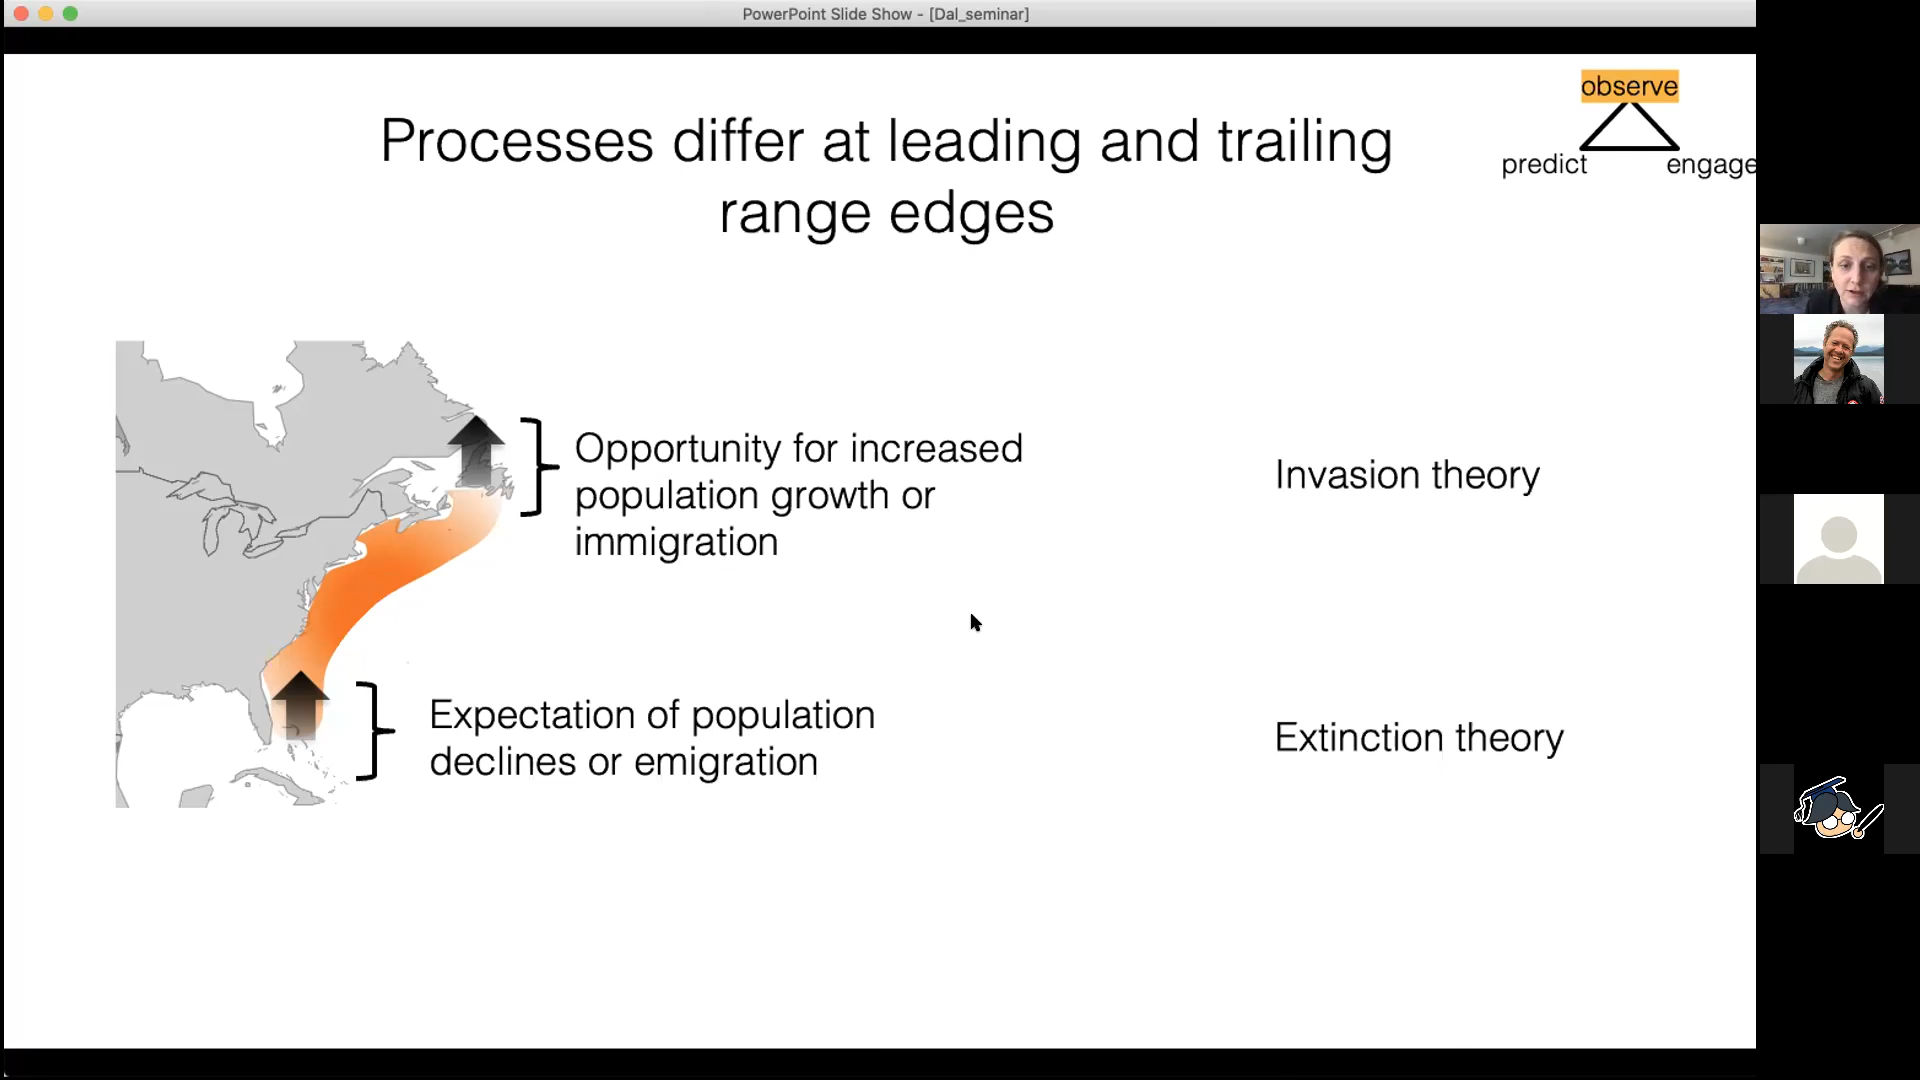 PowerPoint Slide Show - [Dal_seminar]
observe
predict
engage
Processes differ at leading and trailing
range edges
Opportunity for increased
population growth or
immigration
Invasion theory
Expectation of population
declines or emigration
Extinction theory